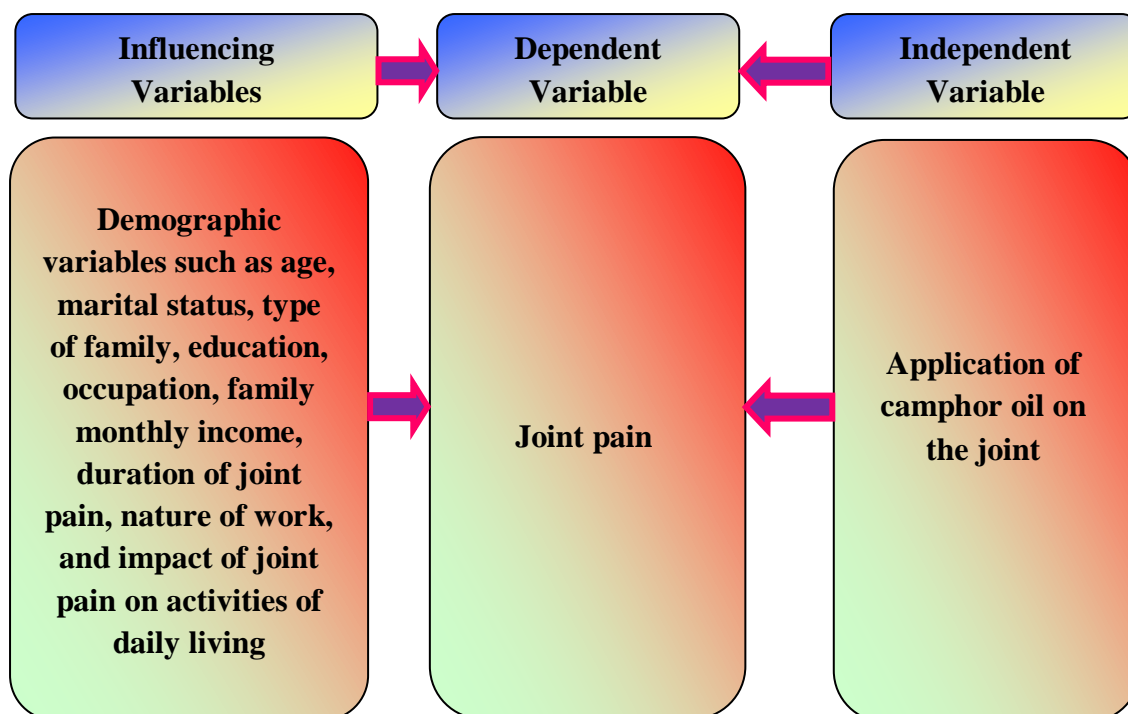 Influencing
Variables
Dependent
Variable
Independent
Variable
Demographic
variables such as age,
marital status, type
of family, education,
occupation, family
monthly income,
duration of joint
pain, nature of work,
and impact of joint
pain on activities of
daily living
Joint pain
Application of
camphor oil on
the joint